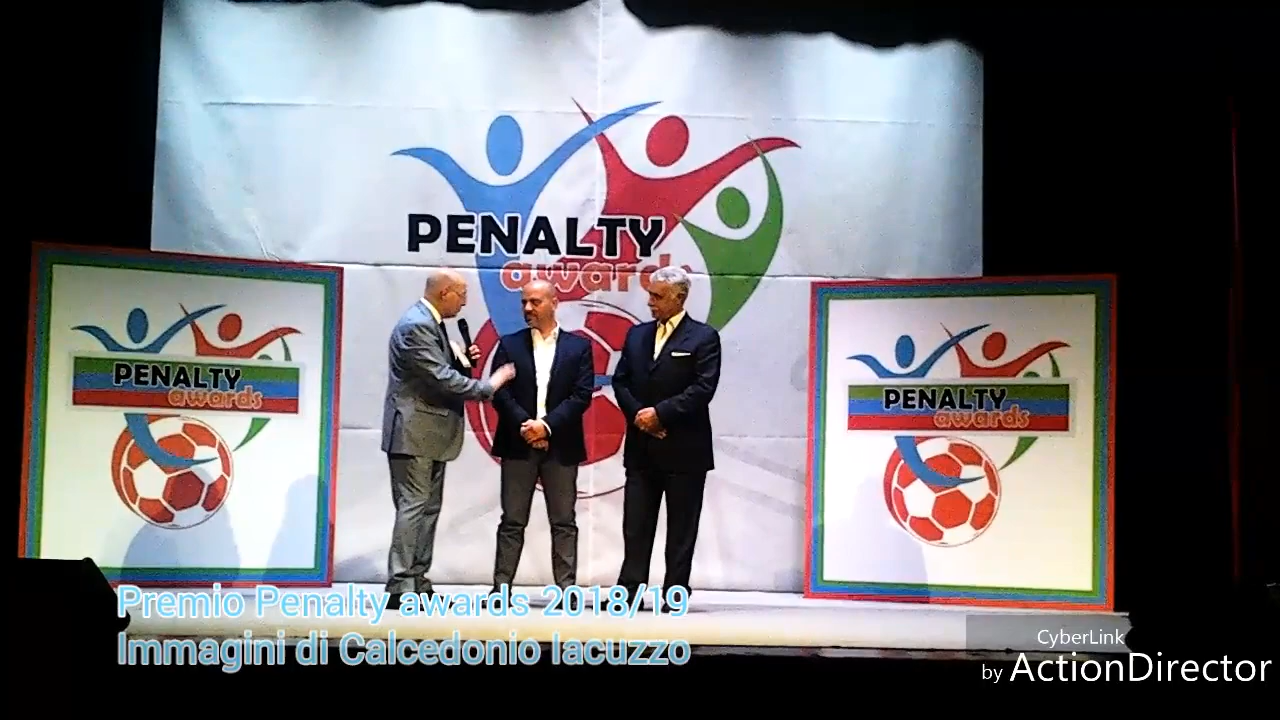 PENALTY
awards
PENALTY
awards
PENALTY
awards
Premio Penalty awards 2018/19
Immagini di Calcedonio Iacuzzo
CyberLink
by ActionDirector